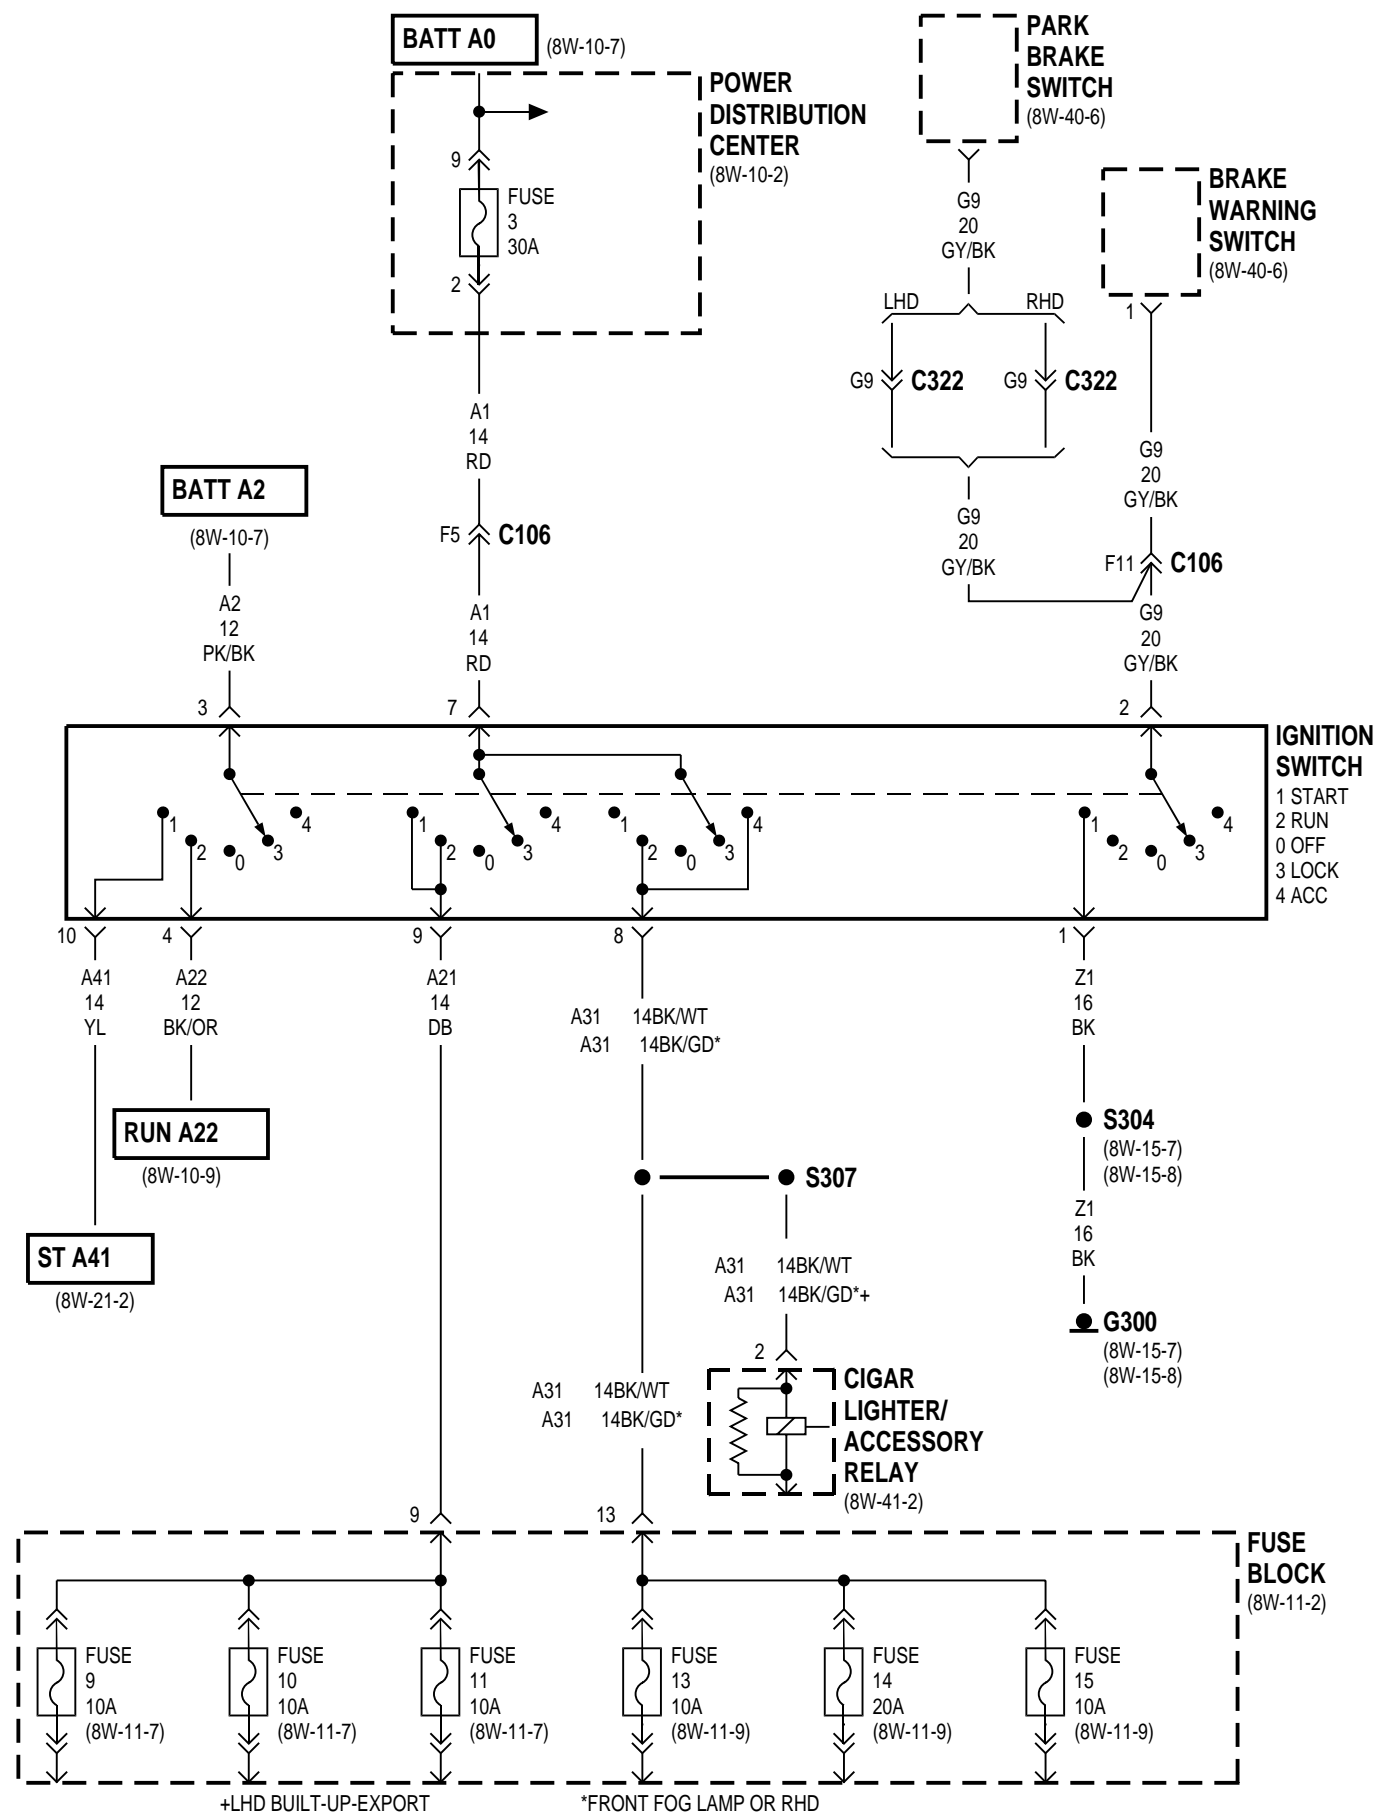 BATT A0
(8W-10-7)
POWER
DISTRIBUTION
CENTER
(8W-10-2)
9
FUSE
3
30A
2
PARK
BRAKE
SWITCH
(8W-40-6)
BRAKE
WARNING
SWITCH
(8W-40-6)
G9
20
GY/BK
LHD
RHD
1
G9
C322
G9
C322
A1
14
RD
G9
20
GY/BK
BATT A2
(8W-10-7)
F5
C106
G9
20
GY/BK
F11
C106
A2
12
PK/BK
A1
14
RD
G9
20
GY/BK
3
7
2
IGNITION
SWITCH
1 START
2 RUN
0 OFF
3 LOCK
4 ACC
1
2
0
3
4
1
2
0
3
4
1
2
0
3
4
1
2
0
3
4
10
4
9
8
1
A41
14
YL
A22
12
BK/OR
A21
14
DB
A31 14BK/WT
A31 14BK/GD*
Z1
16
BK
RUN A22
(8W-10-9)
S304
(8W-15-7)
(8W-15-8)
S307
Z1
16
BK
ST A41
(8W-21-2)
A31 14BK/WT
A31 14BK/GD*+
G300
(8W-15-7)
(8W-15-8)
2
CIGAR
LIGHTER/
ACCESSORY
RELAY
(8W-41-2)
A31 14BK/WT
A31 14BK/GD*
9
13
FUSE
BLOCK
(8W-11-2)
FUSE
9
10A
(8W-11-7)
FUSE
10
10A
(8W-11-7)
FUSE
11
10A
(8W-11-7)
FUSE
13
10A
(8W-11-9)
FUSE
14
20A
(8W-11-9)
FUSE
15
10A
(8W-11-9)
+LHD BUILT-UP-EXPORT
*FRONT FOG LAMP OR RHD